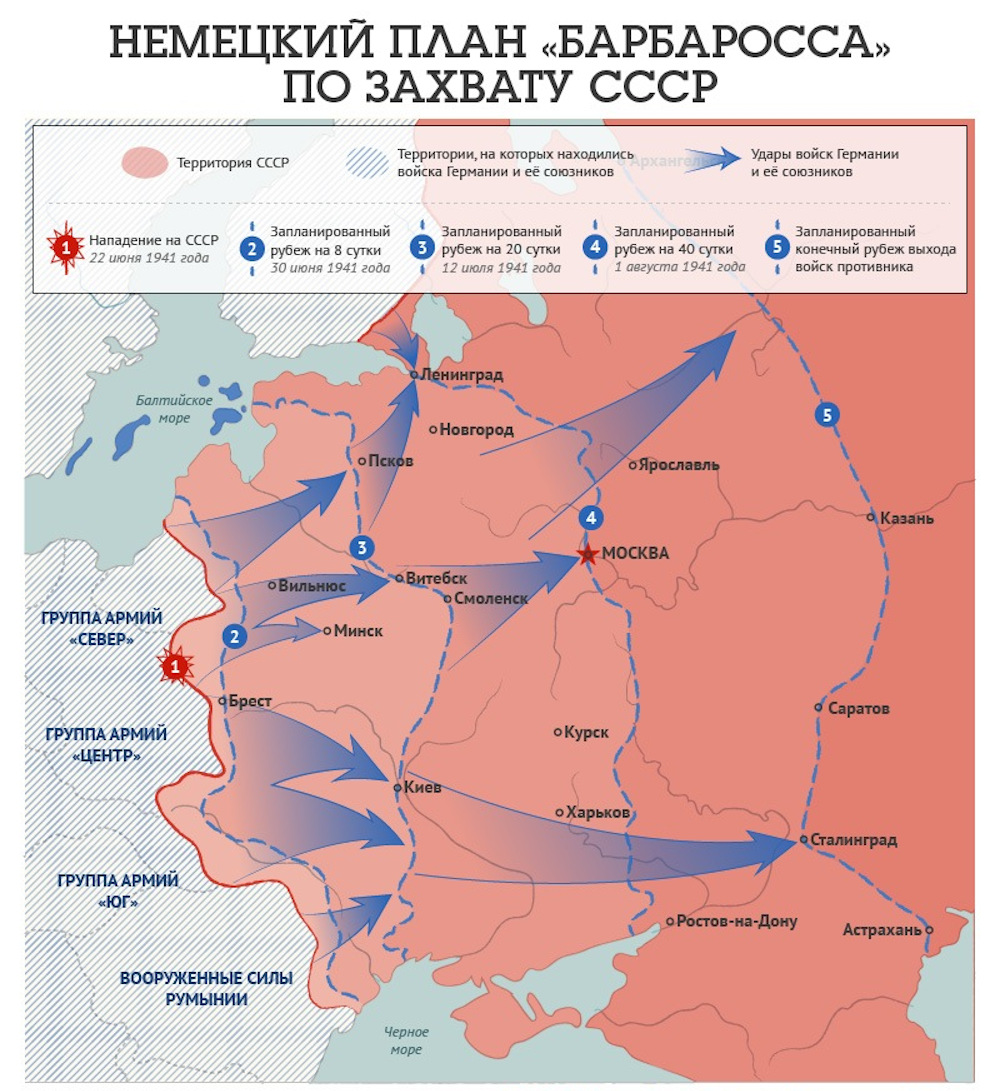 НЕМЕЦКИЙ ПЛАН «БАРБАРОССА»
ПО ЗАХВАТУ СССР
Территория СССР
Территории, на которых находились
войска Германии и её союзников
Архангельск
Удары войск Германии
и её союзников
1
Нападение на СССР
22 июня 1941 года
2
Запланированный
рубеж на 8 сутки
30 июня 1941 года
3
Запланированный
рубеж на 20 сутки
12 июля 1941 года
4
Запланированный
рубеж на 40 сутки
1 августа 1941 года
5
Запланированный
конечный рубеж выхода
войск противника
Ленинград
Балтийское
море
5
Новгород
Псков
Ярославль
4
Казань
3
МОСКВА
Витебск
Вильнюс
Смоленск
ГРУППА АРМИЙ
«СЕВЕР»
2
Минск
1
Брест
Саратов
ГРУППА АРМИЙ
«ЦЕНТР»
Курск
Киев
Харьков
Сталинград
ГРУППА АРМИЙ
«ЮГ»
Ростов-на-Дону
Астрахань
ВООРУЖЕННЫЕ СИЛЫ
РУМЫНИИ
Черное
море